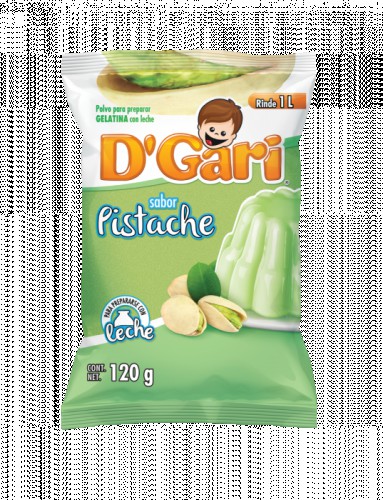 Polvo para preparar
GELATINA con leche
Rinde 1 L
D'Gari
sabor
Pistache
PARA PREPARARSE CON
leche
CONT.
NET. 120 g